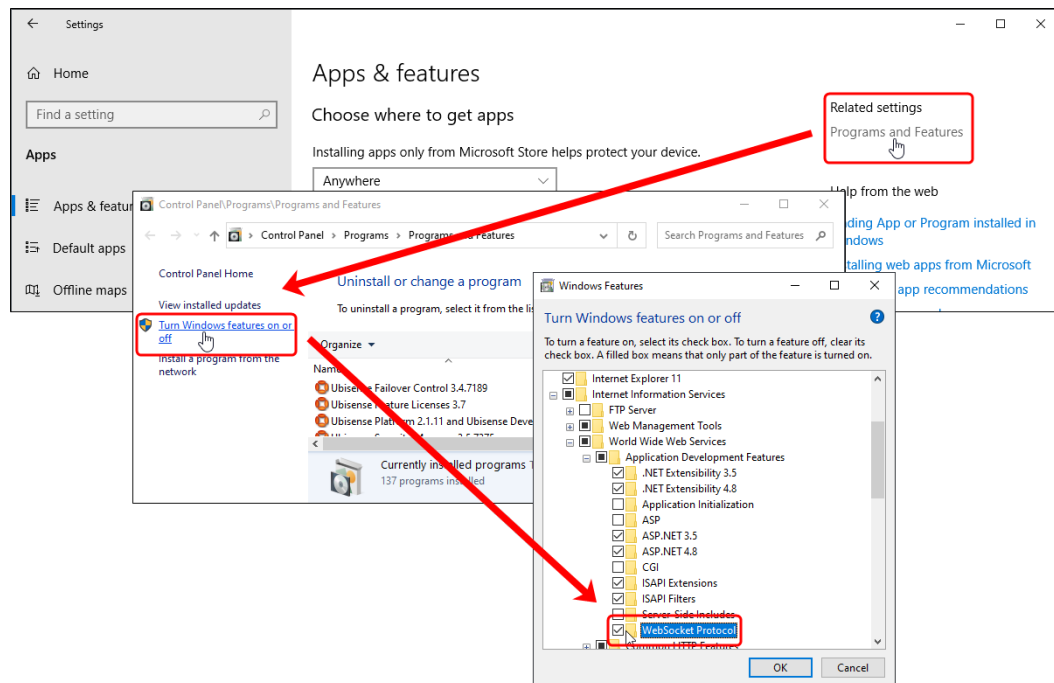 Settings
Home
Find a setting
Apps
Apps & featur
Default apps
Offline maps
Apps & features
Choose where to get apps
Installing apps only from Microsoft Store helps protect your device.
Anywhere
Related settings
Programs and Features
Help from the web
ding App or Program installed in
ndows
talling web apps from Microsoft
app recommendations
Control Panel\Programs\Programs and Features
Control Panel > Programs > Programs and Features
Search Programs and Features
Control Panel Home
View installed updates
Turn Windows features on or
off
Install a program from the
network
Uninstall or change a program
To uninstall a program, select it from the lis
Organize
Name
Ubisense Failover Control 3.4.7189
Ubisense Feature Licenses 3.7
Ubisense Platform 2.1.11 and Ubisense Deve
Currently installed programs
137 programs installed
Windows Features
Turn Windows features on or off
To turn a feature on, select its check box. To turn a feature off, clear its
check box. A filled box means that only part of the feature is turned on.
Internet Explorer 11
Internet Information Services
FTP Server
Web Management Tools
World Wide Web Services
Application Development Features
.NET Extensibility 3.5
.NET Extensibility 4.8
Application Initialization
ASP
ASP.NET 3.5
ASP.NET 4.8
CGI
ISAPI Extensions
ISAPI Filters
Server-Side Includes
WebSocket Protocol
Common HTTP Features
OK
Cancel